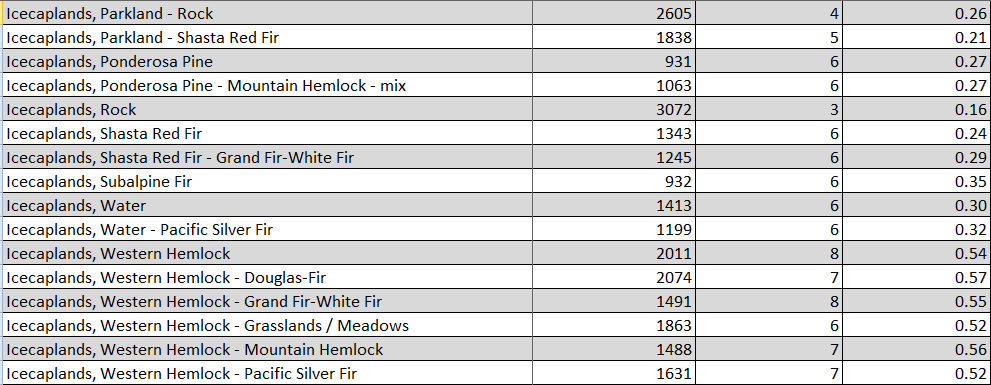 Icecaplands, Parkland - Rock 2605 4 0.26
Icecaplands, Parkland - Shasta Red Fir 1838 5 0.21
Icecaplands, Ponderosa Pine 931 6 0.27
Icecaplands, Ponderosa Pine - Mountain Hemlock - mix 1063 6 0.27
Icecaplands, Rock 3072 3 0.16
Icecaplands, Shasta Red Fir 1343 6 0.24
Icecaplands, Shasta Red Fir - Grand Fir-White Fir 1245 6 0.29
Icecaplands, Subalpine Fir 932 6 0.35
Icecaplands, Water 1413 6 0.30
Icecaplands, Water - Pacific Silver Fir 1199 6 0.32
Icecaplands, Western Hemlock 2011 8 0.54
Icecaplands, Western Hemlock - Douglas-Fir 2074 7 0.57
Icecaplands, Western Hemlock - Grand Fir-White Fir 1491 8 0.55
Icecaplands, Western Hemlock - Grasslands / Meadows 1863 6 0.52
Icecaplands, Western Hemlock - Mountain Hemlock 1488 7 0.56
Icecaplands, Western Hemlock - Pacific Silver Fir 1631 7 0.52